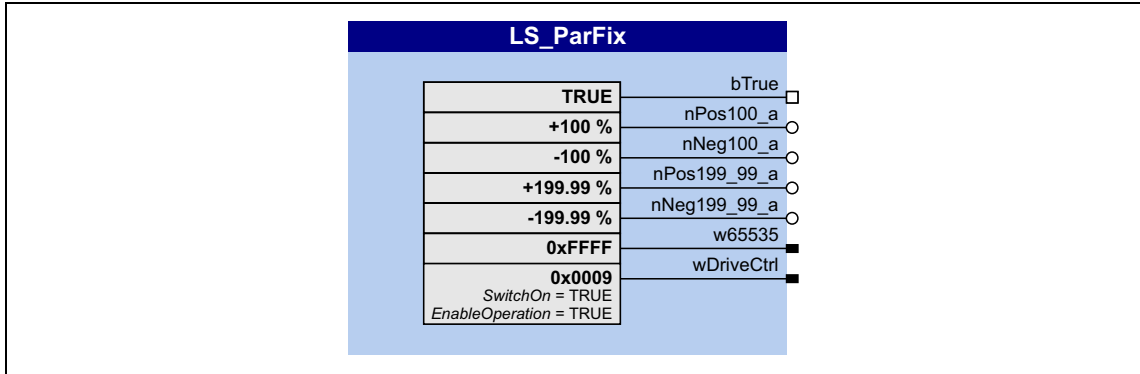 LS_ParFix
TRUE
bTrue
+100 %
nPos100_a
-100 %
nNeg100_a
+199.99 %
nPos199_99_a
-199.99 %
nNeg199_99_a
0xFFFF
w65535
0x0009
wDriveCtrl
SwitchOn = TRUE
EnableOperation = TRUE